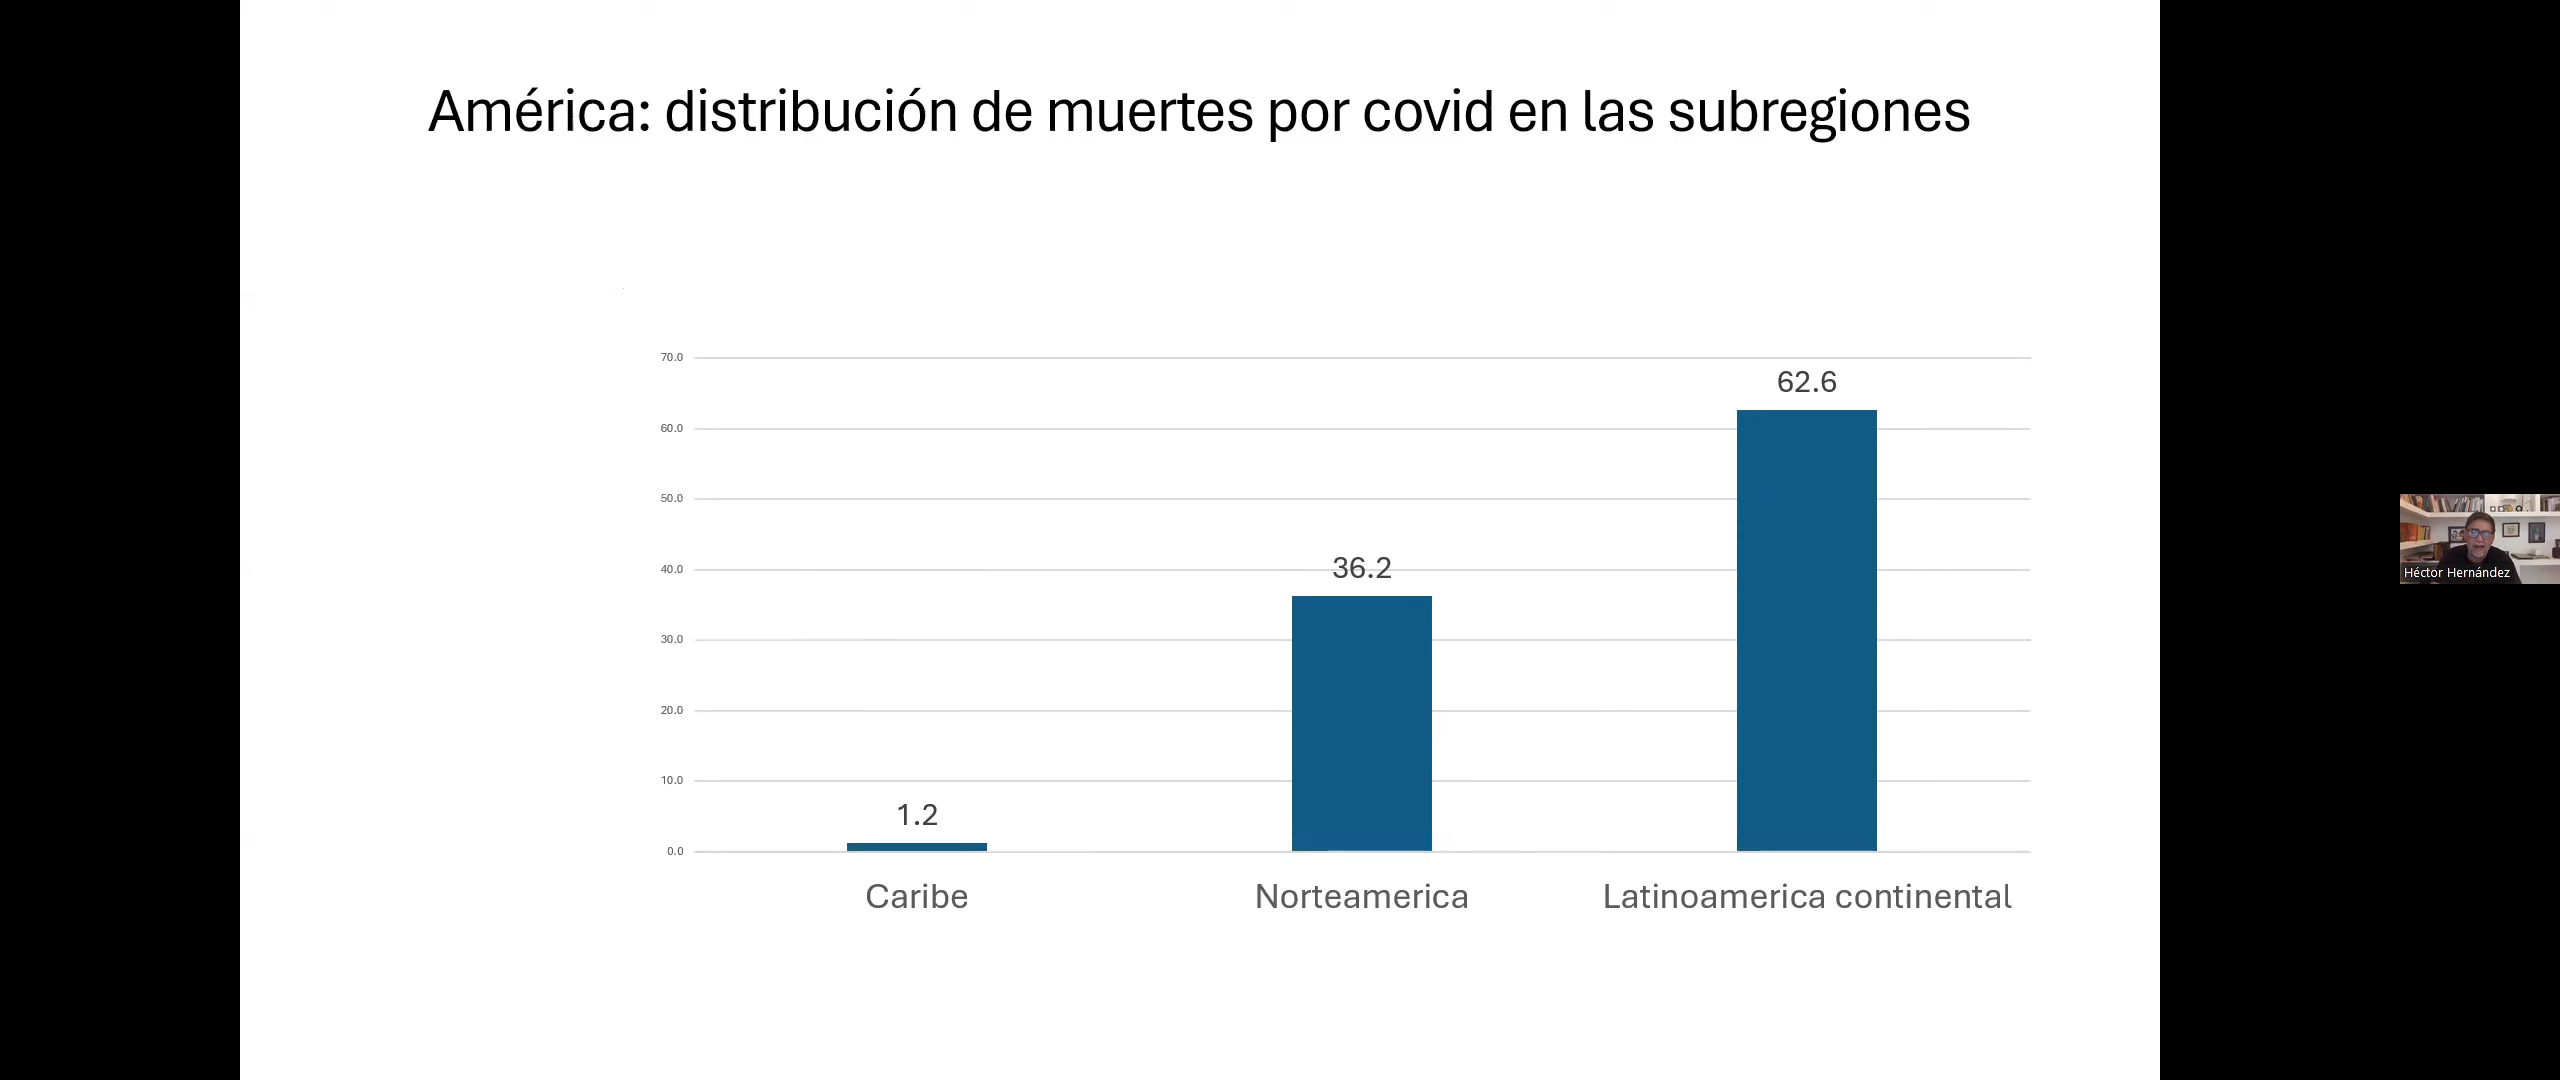 América: distribución de muertes por covid en las subregiones
70.0
62.6
60.0
50.0
40.0
36.2
30.0
20.0
10.0
1.2
0.0
Caribe
Norteamerica
Latinoamerica continental
Héctor Hernández